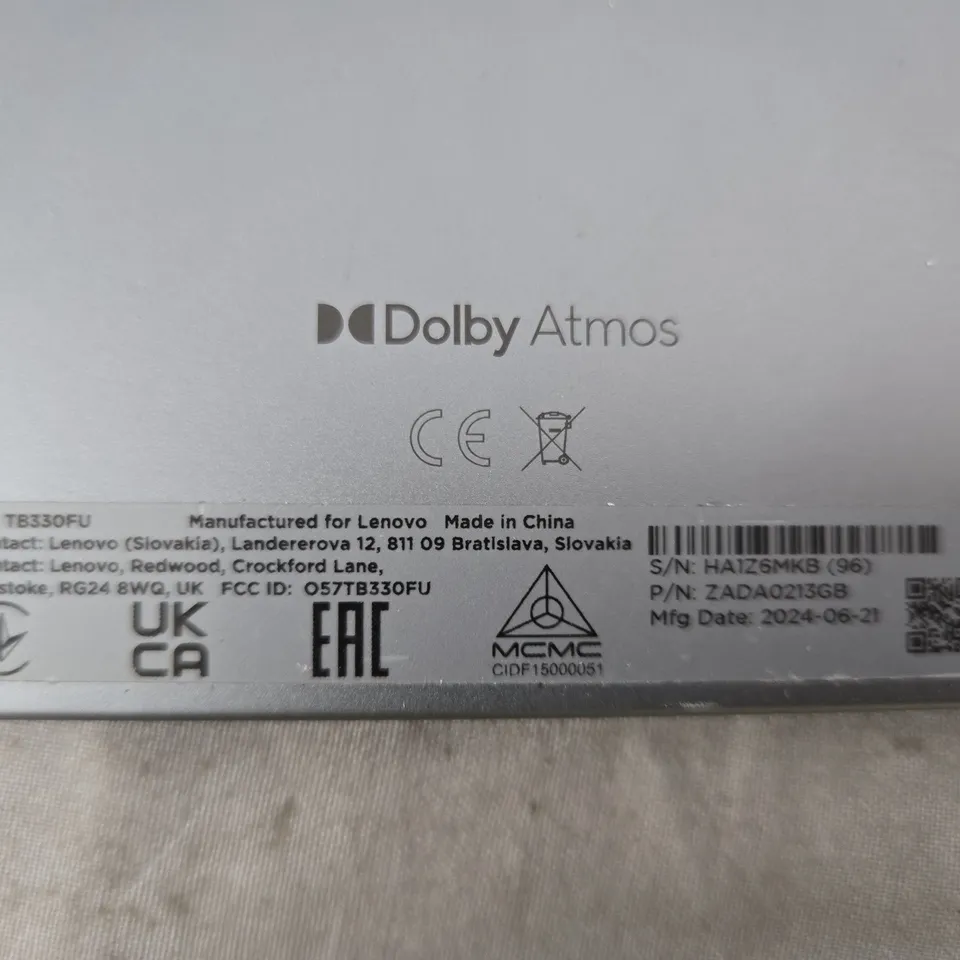 Dolby Atmos
CE
TB330FU Manufactured for Lenovo Made in China
tact: Lenovo (Slovakia), Landererova 12, 811 09 Bratislava, Slovakia
tact: Lenovo, Redwood, Crockford Lane,
stoke, RG24 8WQ, UK FCC ID: O57TB330FU
UK
CA
EAC
MCMC
CIDF15000051
S/N: HA1Z6MKB (96)
P/N: ZADA0213GB
Mfg Date: 2024-06-21